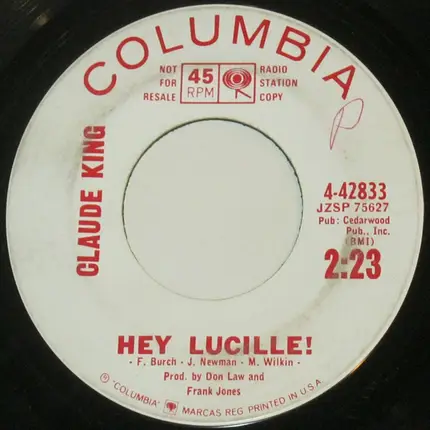 COLUMBIA
NOT FOR RESALE
45 RPM
RADIO STATION COPY
CLAUDE KING
4-42833
JZSP 75627
Pub: Cedarwood
Pub., Inc.
(BMI)
2:23
HEY LUCILLE!
- F. Burch - J. Newman - M. Wilkin -
Prod. by Don Law and
Frank Jones
℗ "COLUMBIA" MARCAS REG. PRINTED IN U.S.A.